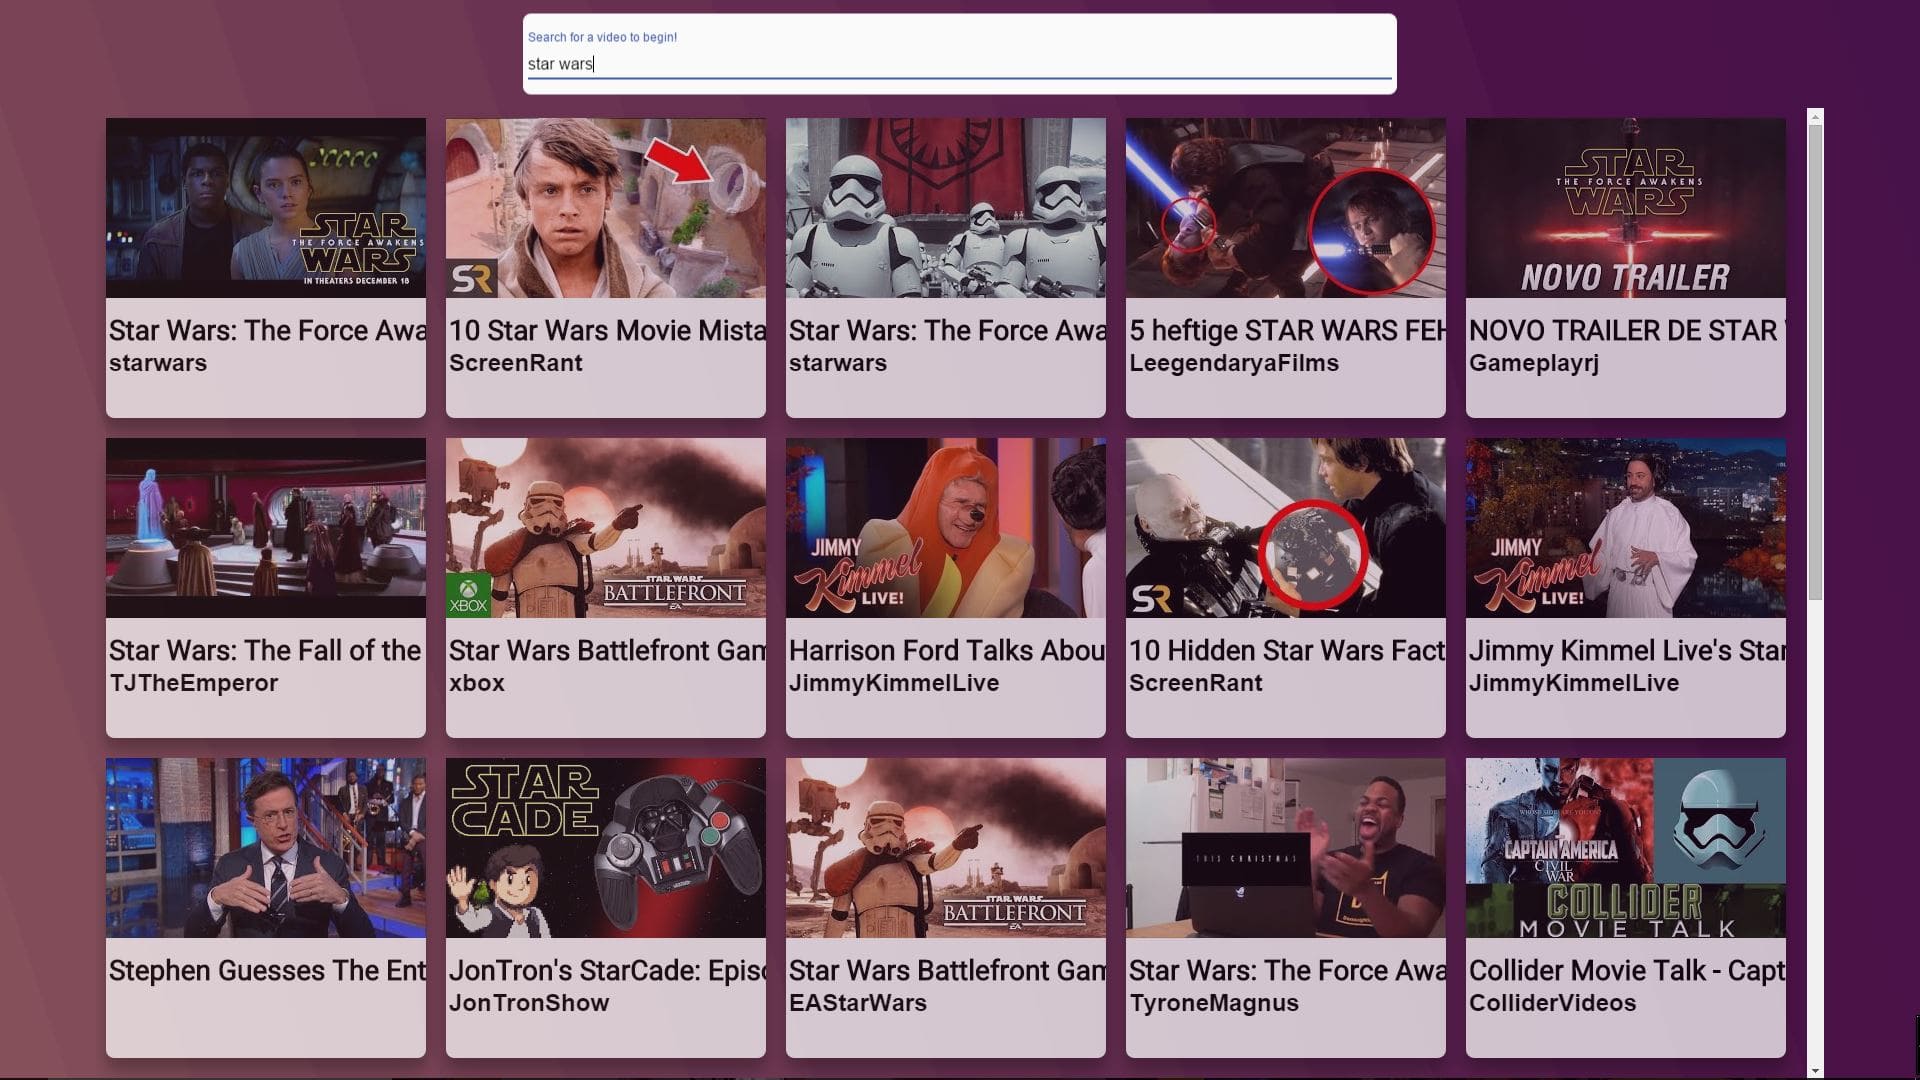 Search for a video to begin!
star wars
STAR
THE FORCE AWAKENS
WARS
IN THEATERS DECEMBER 18
SR
STAR
THE FORCE AWAKENS
WARS
NOVO TRAILER
Star Wars: The Force Awa
10 Star Wars Movie Mista
Star Wars: The Force Awa
5 heftige STAR WARS FEH
NOVO TRAILER DE STAR
starwars
ScreenRant
starwars
LeegendaryaFilms
Gameplayrj
XBOX
STAR WARS
BATTLEFRONT
EA
JIMMY
Kimmel
LIVE!
SR
JIMMY
Kimmel
LIVE!
Star Wars: The Fall of the
Star Wars Battlefront Gam
Harrison Ford Talks Abou
10 Hidden Star Wars Fact
Jimmy Kimmel Live's Star
TJTheEmperor
xbox
JimmyKimmelLive
ScreenRant
JimmyKimmelLive
STAR
CADE
STAR WARS
BATTLEFRONT
EA
THIS CHRISTMAS
WHOSE SIDE ARE YOU ON?
CAPTAIN AMERICA
CIVIL
WAR
COLLIDER
MOVIE TALK
Stephen Guesses The Ent
JonTron's StarCade: Episo
Star Wars Battlefront Gam
Star Wars: The Force Awa
Collider Movie Talk - Capt
JonTronShow
EAStarWars
TyroneMagnus
ColliderVideos